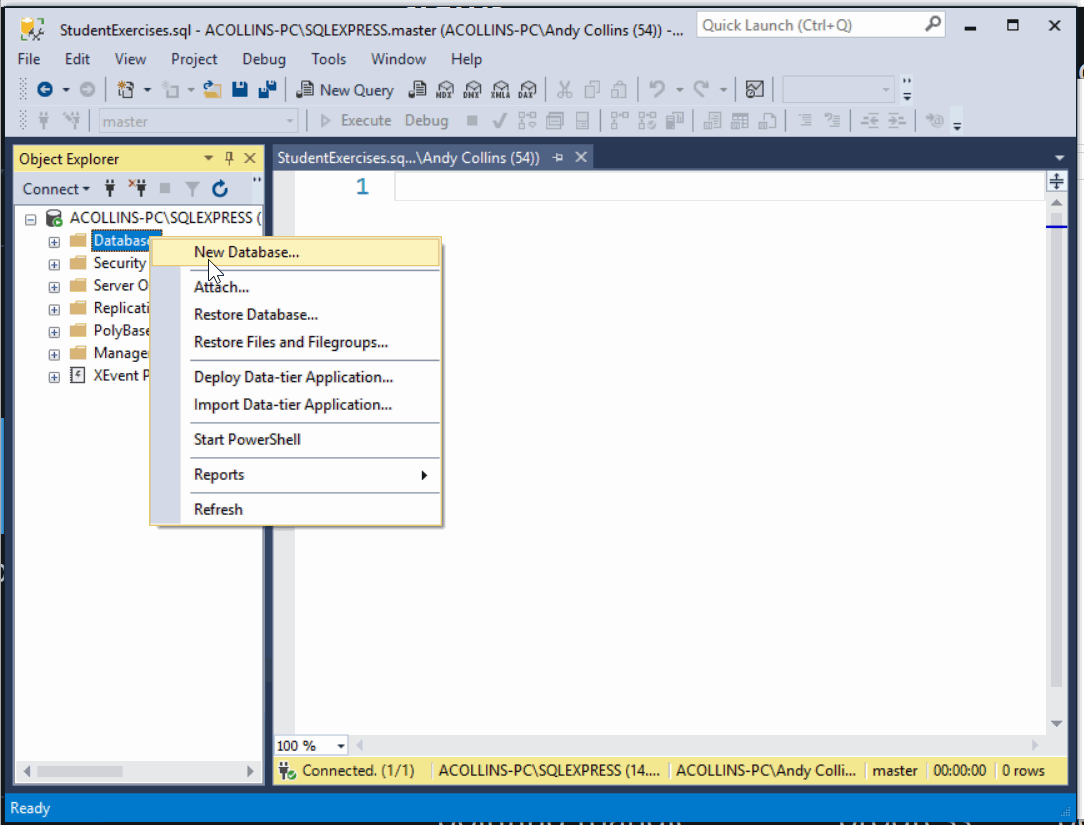 StudentExercises.sql - ACOLLINS-PC\SQLEXPRESS.master (ACOLLINS-PC\Andy Collins (54)) -...
Quick Launch (Ctrl+Q)
File Edit View Project Debug Tools Window Help
New Query MDX DMX XMLA DAX
master Execute Debug
Object Explorer
StudentExercises.sq...\Andy Collins (54))
Connect
1
ACOLLINS-PC\SQLEXPRESS (
Databas
New Database...
Security
Attach...
Server O
Replicati
Restore Database...
PolyBase
Restore Files and Filegroups...
Manage
XEvent P
Deploy Data-tier Application...
Import Data-tier Application...
Start PowerShell
Reports
Refresh
100 %
Connected. (1/1) ACOLLINS-PC\SQLEXPRESS (14.... ACOLLINS-PC\Andy Colli... master 00:00:00 0 rows
Ready